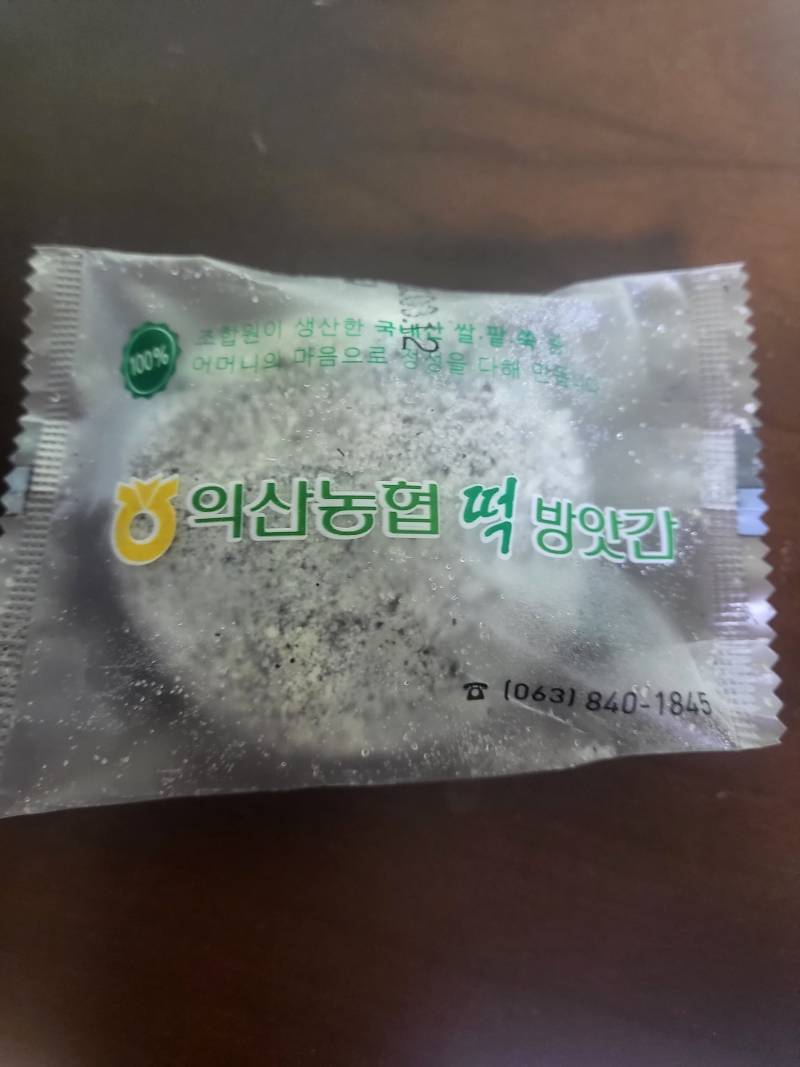 100%
조합원이 생산한 국내산 쌀·팥·쑥
어머니의 마음으로 정성을 다해 만듭니다
의산농협 떡 방앗간
☎ (063) 840-1845